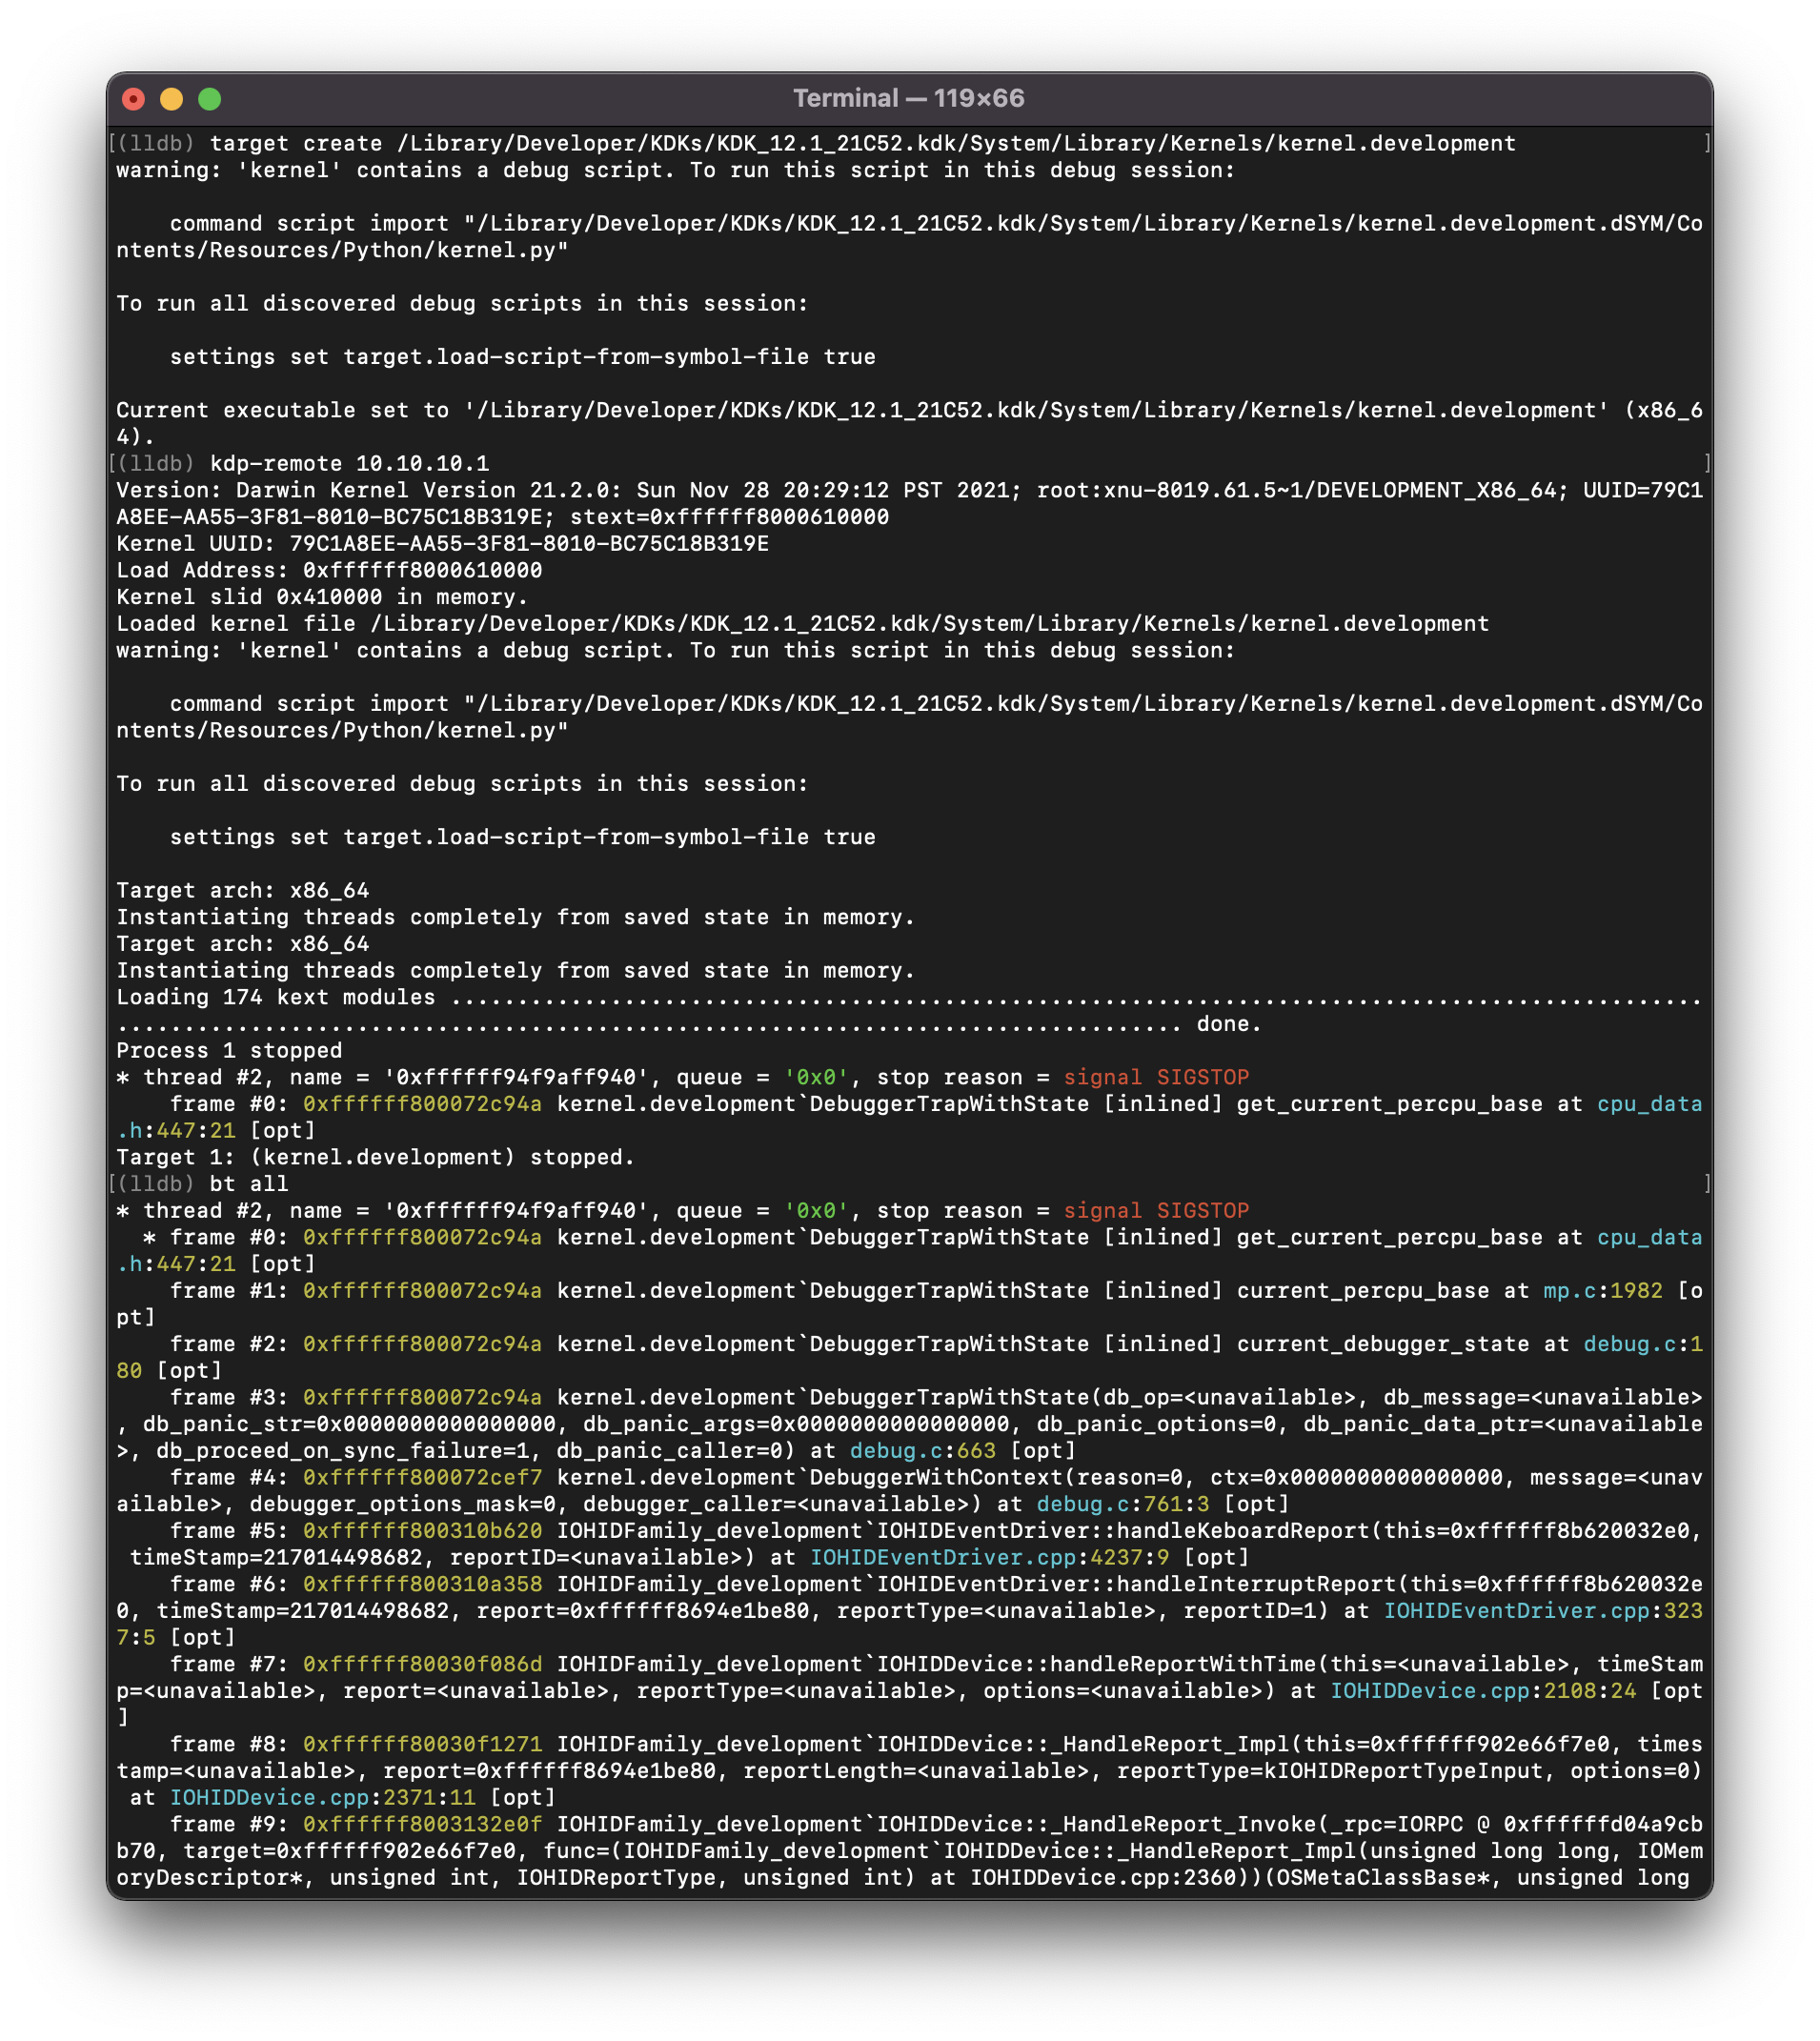 Terminal — 119×66
[(lldb) target create /Library/Developer/KDKs/KDK_12.1_21C52.kdk/System/Library/Kernels/kernel.development ]
warning: 'kernel' contains a debug script. To run this script in this debug session:
    command script import "/Library/Developer/KDKs/KDK_12.1_21C52.kdk/System/Library/Kernels/kernel.development.dSYM/Co
ntents/Resources/Python/kernel.py"
To run all discovered debug scripts in this session:
    settings set target.load-script-from-symbol-file true
Current executable set to '/Library/Developer/KDKs/KDK_12.1_21C52.kdk/System/Library/Kernels/kernel.development' (x86_6
4).
[(lldb) kdp-remote 10.10.10.1 ]
Version: Darwin Kernel Version 21.2.0: Sun Nov 28 20:29:12 PST 2021; root:xnu-8019.61.5~1/DEVELOPMENT_X86_64; UUID=79C1
A8EE-AA55-3F81-8010-BC75C18B319E; stext=0xffffff8000610000
Kernel UUID: 79C1A8EE-AA55-3F81-8010-BC75C18B319E
Load Address: 0xffffff8000610000
Kernel slid 0x410000 in memory.
Loaded kernel file /Library/Developer/KDKs/KDK_12.1_21C52.kdk/System/Library/Kernels/kernel.development
warning: 'kernel' contains a debug script. To run this script in this debug session:
    command script import "/Library/Developer/KDKs/KDK_12.1_21C52.kdk/System/Library/Kernels/kernel.development.dSYM/Co
ntents/Resources/Python/kernel.py"
To run all discovered debug scripts in this session:
    settings set target.load-script-from-symbol-file true
Target arch: x86_64
Instantiating threads completely from saved state in memory.
Target arch: x86_64
Instantiating threads completely from saved state in memory.
Loading 174 kext modules ..............................................................................................
................................................................................ done.
Process 1 stopped
* thread #2, name = '0xffffff94f9aff940', queue = '0x0', stop reason = signal SIGSTOP
    frame #0: 0xffffff800072c94a kernel.development`DebuggerTrapWithState [inlined] get_current_percpu_base at cpu_data
.h:447:21 [opt]
Target 1: (kernel.development) stopped.
[(lldb) bt all ]
* thread #2, name = '0xffffff94f9aff940', queue = '0x0', stop reason = signal SIGSTOP
  * frame #0: 0xffffff800072c94a kernel.development`DebuggerTrapWithState [inlined] get_current_percpu_base at cpu_data
.h:447:21 [opt]
    frame #1: 0xffffff800072c94a kernel.development`DebuggerTrapWithState [inlined] current_percpu_base at mp.c:1982 [o
pt]
    frame #2: 0xffffff800072c94a kernel.development`DebuggerTrapWithState [inlined] current_debugger_state at debug.c:1
80 [opt]
    frame #3: 0xffffff800072c94a kernel.development`DebuggerTrapWithState(db_op=<unavailable>, db_message=<unavailable>
, db_panic_str=0x0000000000000000, db_panic_args=0x0000000000000000, db_panic_options=0, db_panic_data_ptr=<unavailable
>, db_proceed_on_sync_failure=1, db_panic_caller=0) at debug.c:663 [opt]
    frame #4: 0xffffff800072cef7 kernel.development`DebuggerWithContext(reason=0, ctx=0x0000000000000000, message=<unav
ailable>, debugger_options_mask=0, debugger_caller=<unavailable>) at debug.c:761:3 [opt]
    frame #5: 0xffffff800310b620 IOHIDFamily_development`IOHIDEventDriver::handleKeboardReport(this=0xffffff8b620032e0,
 timeStamp=217014498682, reportID=<unavailable>) at IOHIDEventDriver.cpp:4237:9 [opt]
    frame #6: 0xffffff800310a358 IOHIDFamily_development`IOHIDEventDriver::handleInterruptReport(this=0xffffff8b620032e
0, timeStamp=217014498682, report=0xffffff8694e1be80, reportType=<unavailable>, reportID=1) at IOHIDEventDriver.cpp:323
7:5 [opt]
    frame #7: 0xffffff80030f086d IOHIDFamily_development`IOHIDDevice::handleReportWithTime(this=<unavailable>, timeStam
p=<unavailable>, report=<unavailable>, reportType=<unavailable>, options=<unavailable>) at IOHIDDevice.cpp:2108:24 [opt
]
    frame #8: 0xffffff80030f1271 IOHIDFamily_development`IOHIDDevice::_HandleReport_Impl(this=0xffffff902e66f7e0, times
tamp=<unavailable>, report=0xffffff8694e1be80, reportLength=<unavailable>, reportType=kIOHIDReportTypeInput, options=0)
 at IOHIDDevice.cpp:2371:11 [opt]
    frame #9: 0xffffff8003132e0f IOHIDFamily_development`IOHIDDevice::_HandleReport_Invoke(_rpc=IORPC @ 0xffffffd04a9cb
b70, target=0xffffff902e66f7e0, func=(IOHIDFamily_development`IOHIDDevice::_HandleReport_Impl(unsigned long long, IOMem
oryDescriptor*, unsigned int, IOHIDReportType, unsigned int) at IOHIDDevice.cpp:2360))(OSMetaClassBase*, unsigned long